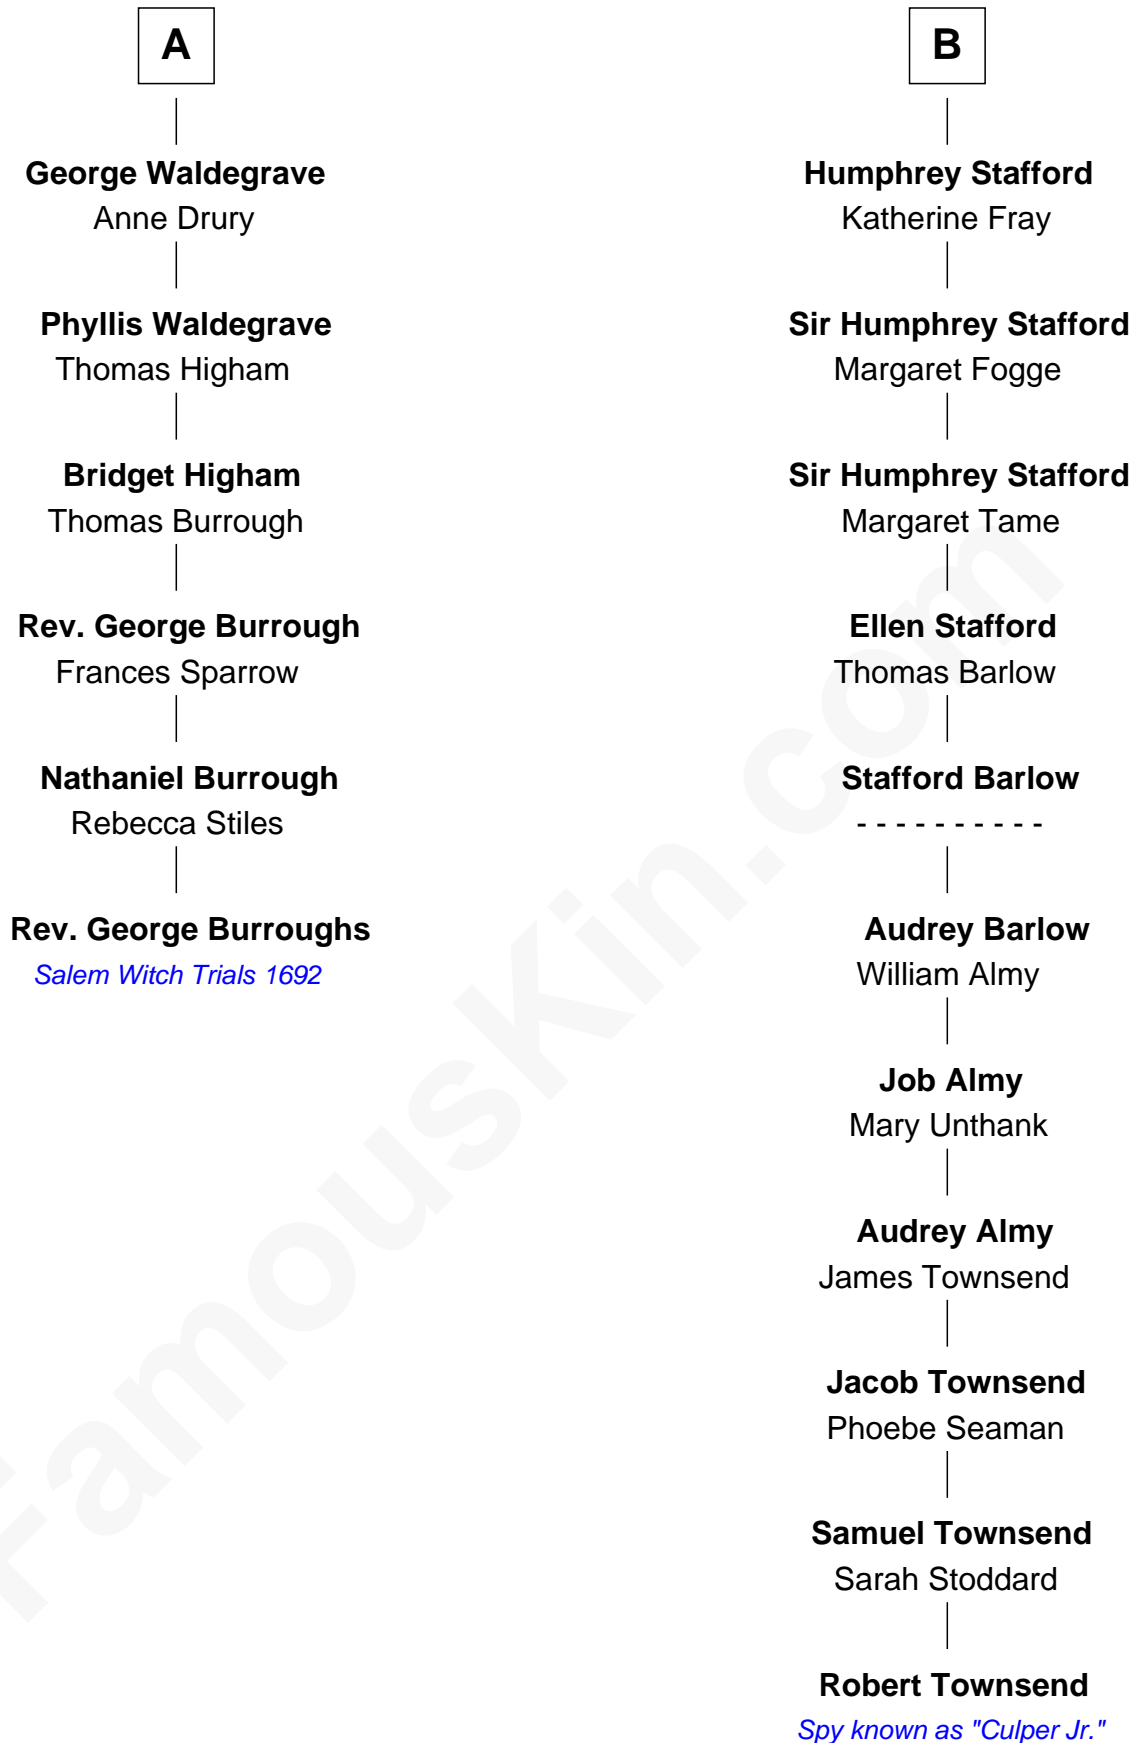 A
George Waldegrave
Anne Drury
Phyllis Waldegrave
Thomas Higham
Bridget Higham
Thomas Burrough
Rev. George Burrough
Frances Sparrow
Nathaniel Burrough
Rebecca Stiles
Rev. George Burroughs
Salem Witch Trials 1692
B
Humphrey Stafford
Katherine Fray
Sir Humphrey Stafford
Margaret Fogge
Sir Humphrey Stafford
Margaret Tame
Ellen Stafford
Thomas Barlow
Stafford Barlow
- - - - - - - - - -
Audrey Barlow
William Almy
Job Almy
Mary Unthank
Audrey Almy
James Townsend
Jacob Townsend
Phoebe Seaman
Samuel Townsend
Sarah Stoddard
Robert Townsend
Spy known as "Culper Jr."
FamousKin.com